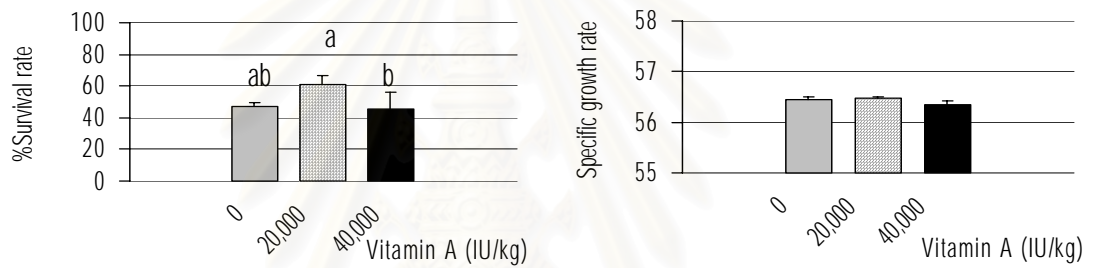 100
80
60
40
20
0
%Survival rate
ab
a
b
0
20,000
40,000
Vitamin A (IU/kg)
58
57
56
55
Specific growth rate
0
20,000
40,000
Vitamin A (IU/kg)